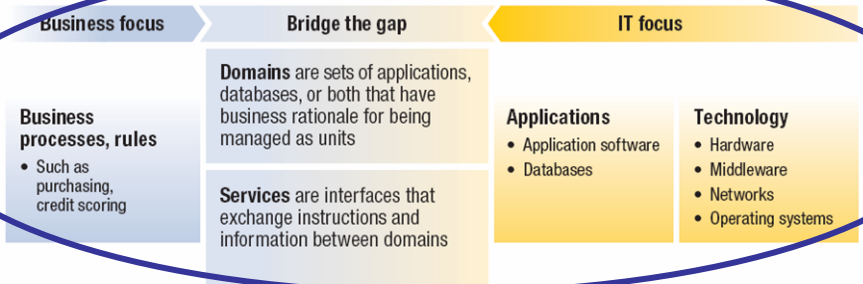 Business focus
Bridge the gap
IT focus
Business
processes, rules
• Such as
purchasing,
credit scoring
Domains are sets of applications,
databases, or both that have
business rationale for being
managed as units
Services are interfaces that
exchange instructions and
information between domains
Applications
• Application software
• Databases
Technology
• Hardware
• Middleware
• Networks
• Operating systems